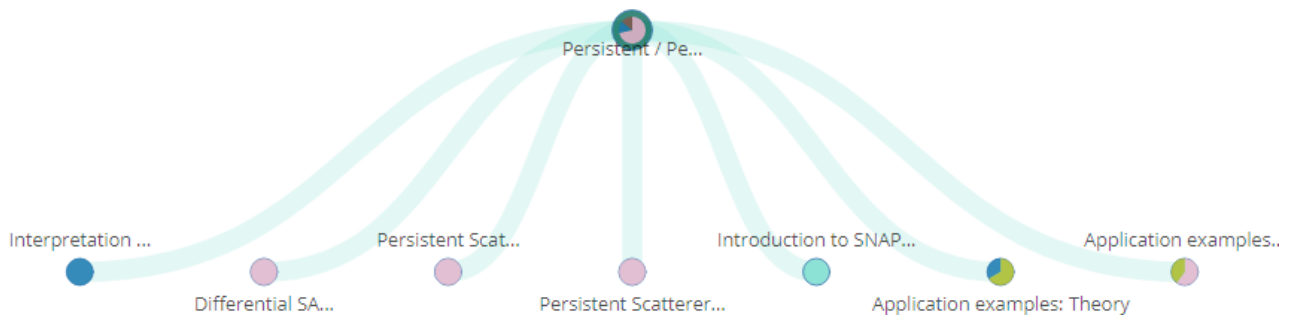 Persistent / Pe...
Interpretation ...
Persistent Scat...
Introduction to SNAP...
Application examples..
Differential SA...
Persistent Scatterer...
Application examples: Theory